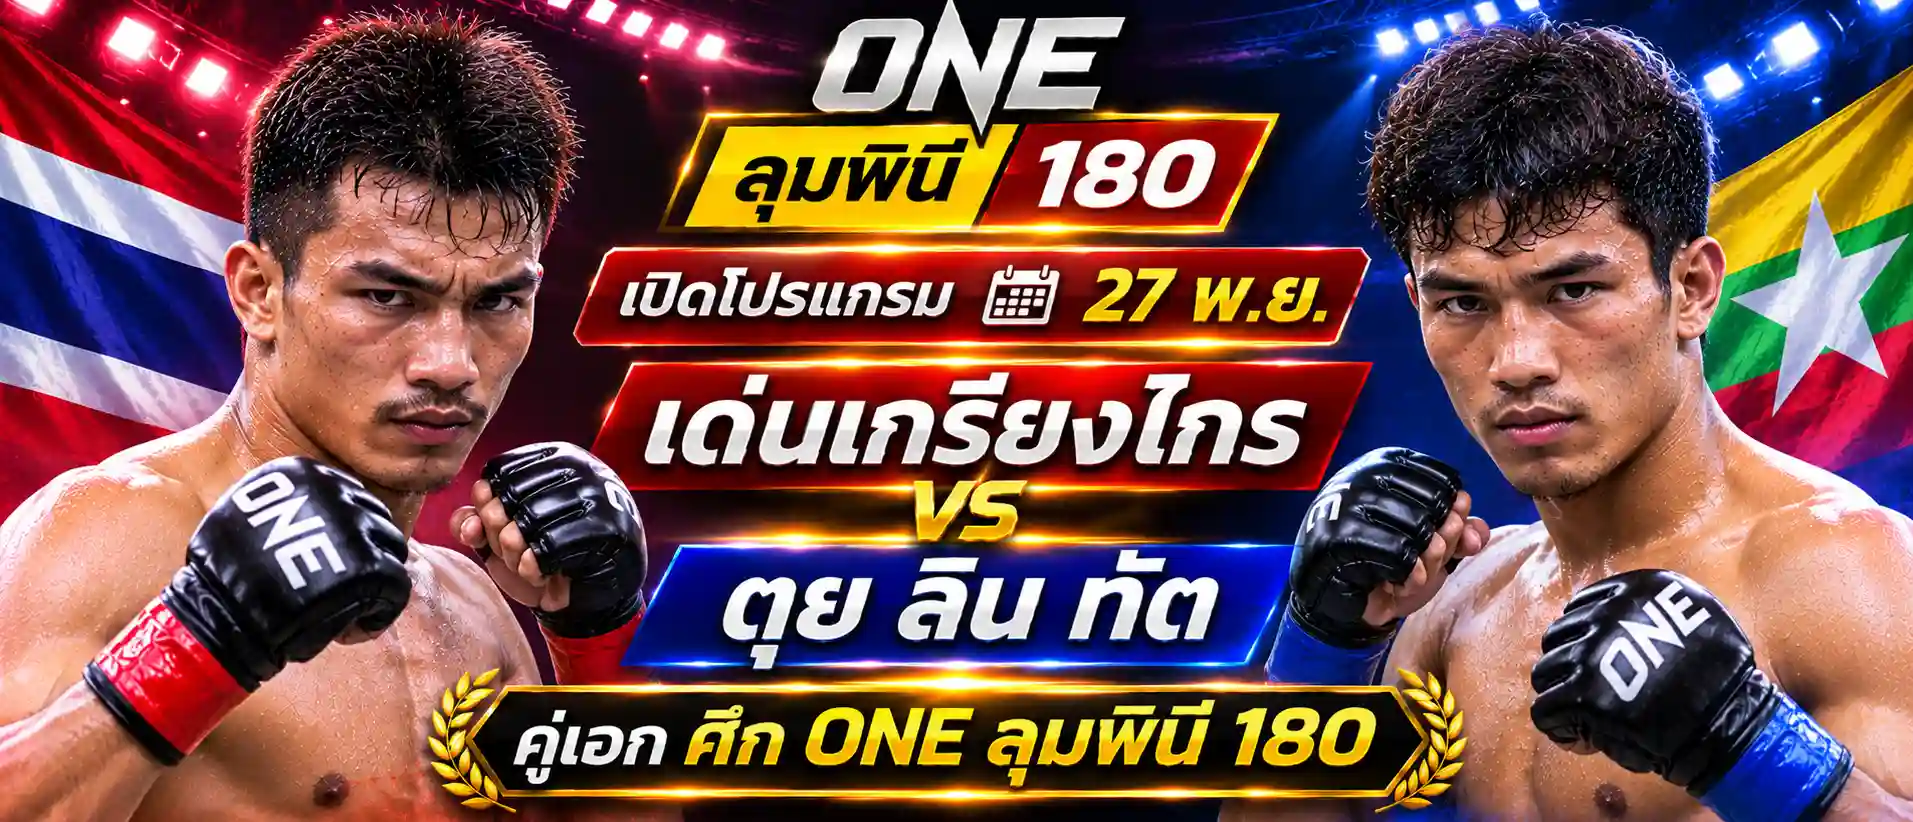 ONE
ลุมพินี 180
เปิดโปรแกรม 27 พ.ย.
เด่นเกรียงไกร
VS
ตุย ลิน ทัต
คู่เอก ศึก ONE ลุมพินี 180
ONE
E
ONE